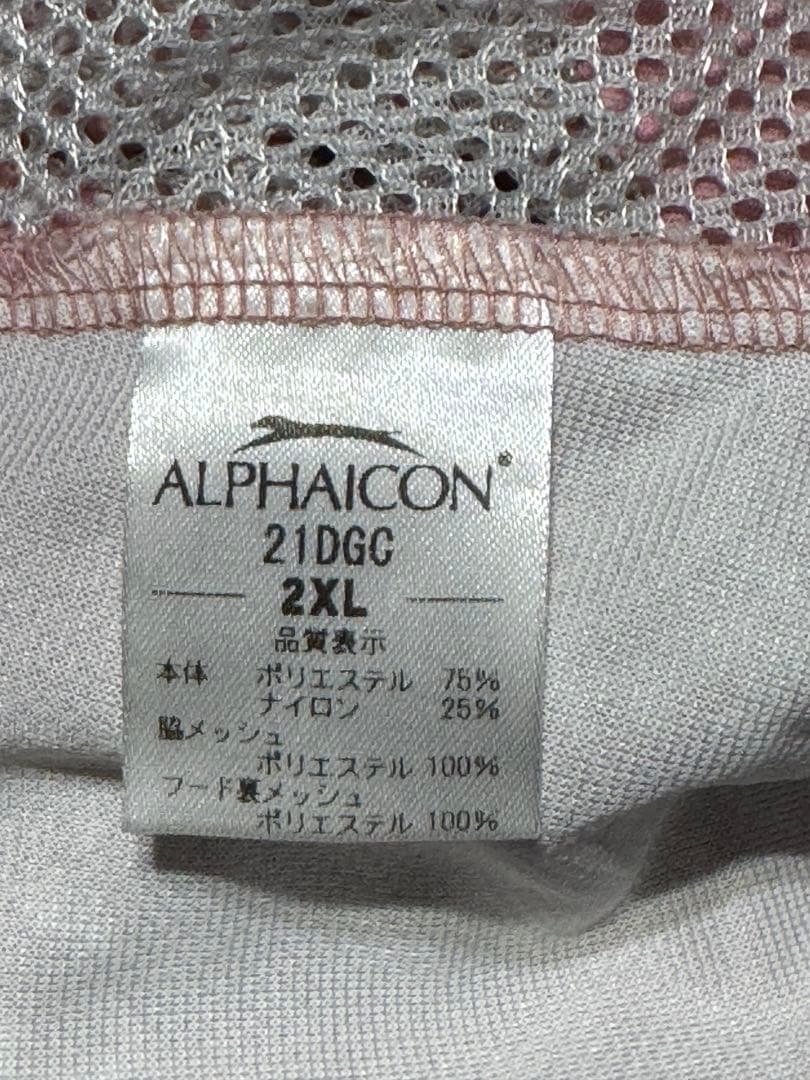 ALPHAICON®
21DGC
2XL
品質表示
本体 ポリエステル 75%
ナイロン 25%
脇メッシュ
ポリエステル 100%
フード裏メッシュ
ポリエステル 100%